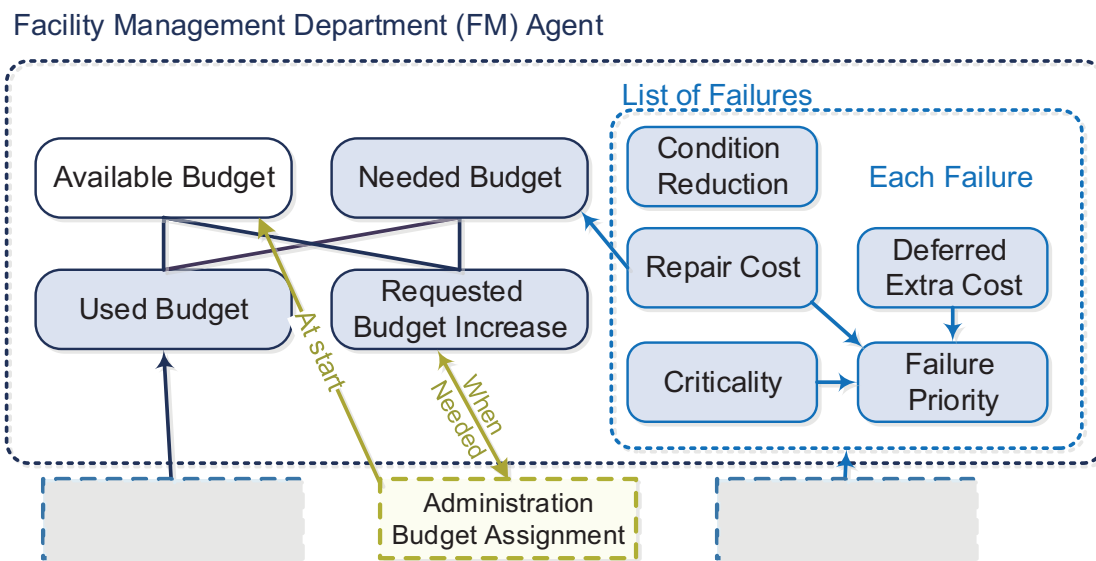 Facility Management Department (FM) Agent
List of Failures
Available Budget
Needed Budget
Condition
Reduction
Each Failure
Used Budget
Requested
Budget Increase
Repair Cost
Deferred
Extra Cost
At start
When
Needed
Criticality
Failure
Priority
Administration
Budget Assignment